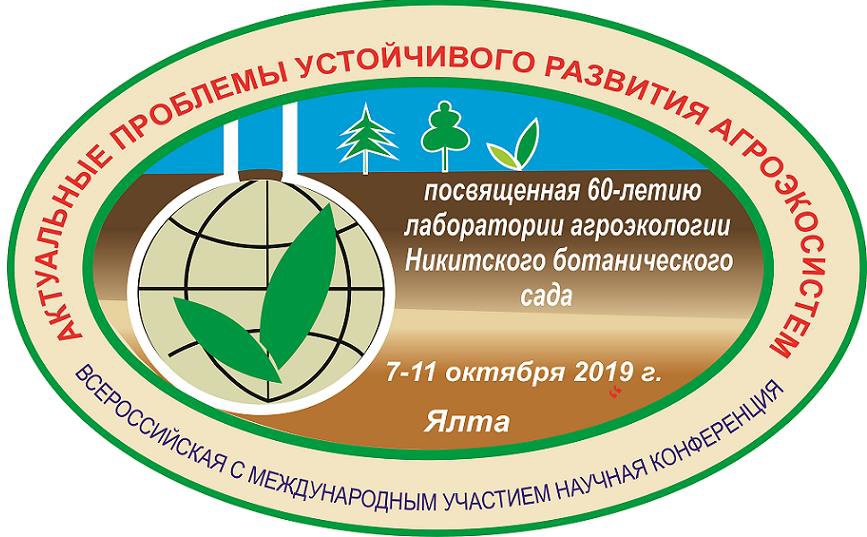 АКТУАЛЬНЫЕ ПРОБЛЕМЫ УСТОЙЧИВОГО РАЗВИТИЯ АГРОЭКОСИСТЕМ
посвященная 60-летию
лаборатории агроэкологии
Никитского ботанического
сада
7-11 октября 2019 г.
“
Ялта
ВСЕРОССИЙСКАЯ С МЕЖДУНАРОДНЫМ УЧАСТИЕМ НАУЧНАЯ КОНФЕРЕНЦИЯ